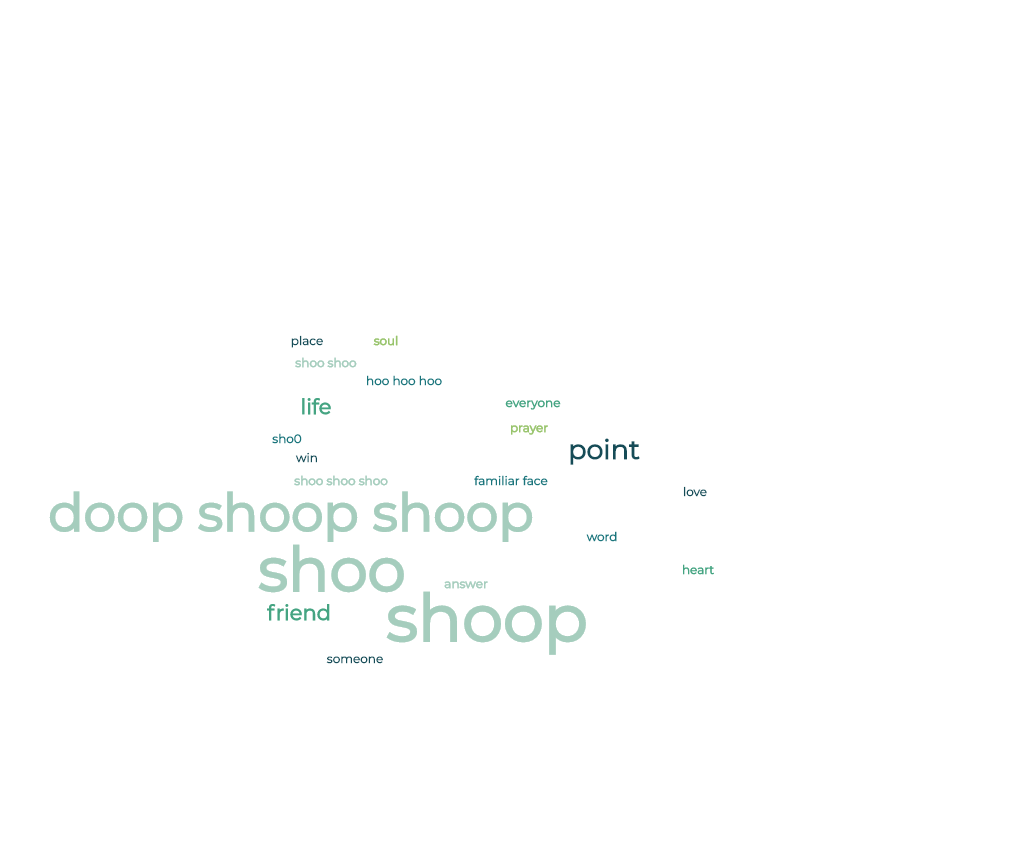 place soul
shoo shoo
hoo hoo hoo
life everyone
prayer
sho0 point
win
shoo shoo shoo familiar face
love
doop shoop shoop
word
shoo heart
answer
friend shoop
someone